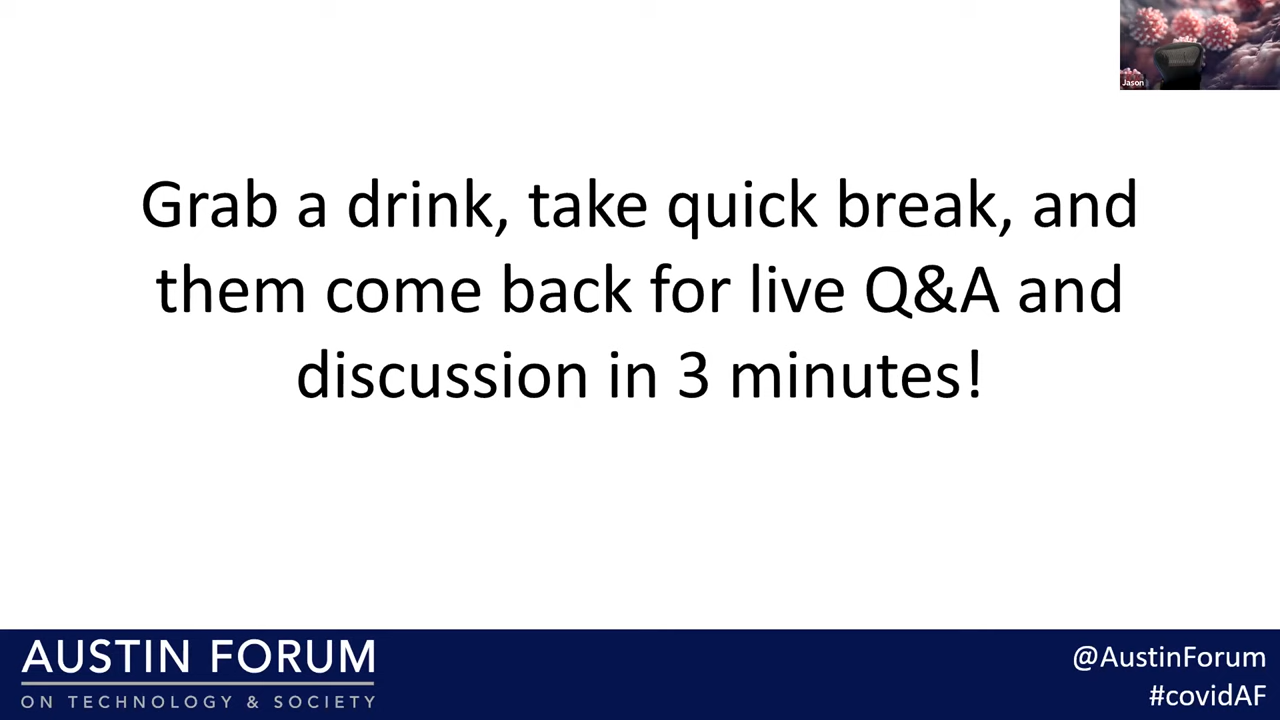 Jason
Grab a drink, take quick break, and
them come back for live Q&A and
discussion in 3 minutes!
AUSTIN FORUM
ON TECHNOLOGY & SOCIETY
@AustinForum
#covidAF